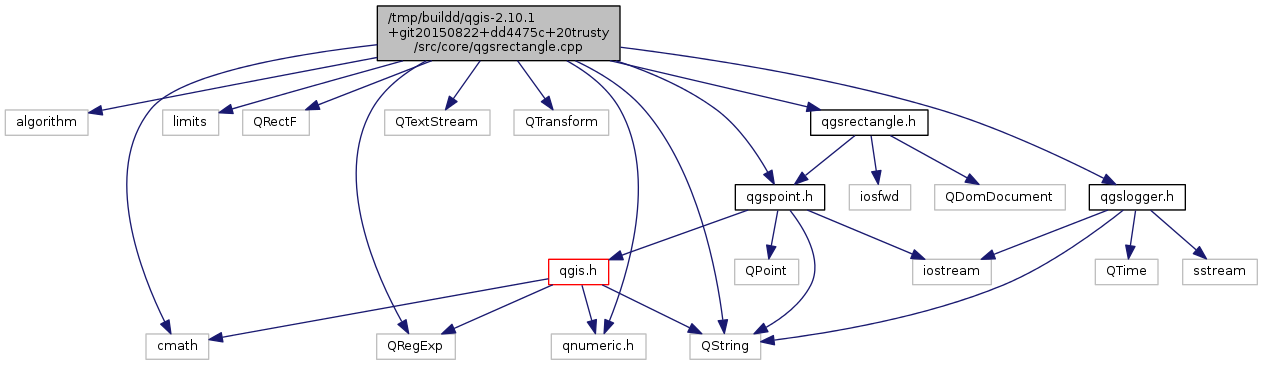 /tmp/buildd/qgis-2.10.1
+git20150822+dd4475c+20trusty
/src/core/qgsrectangle.cpp
algorithm
limits
QRectF
QTextStream
QTransform
qgsrectangle.h
qgspoint.h
iosfwd
QDomDocument
qgslogger.h
qgis.h
QPoint
iostream
QTime
sstream
cmath
QRegExp
qnumeric.h
QString